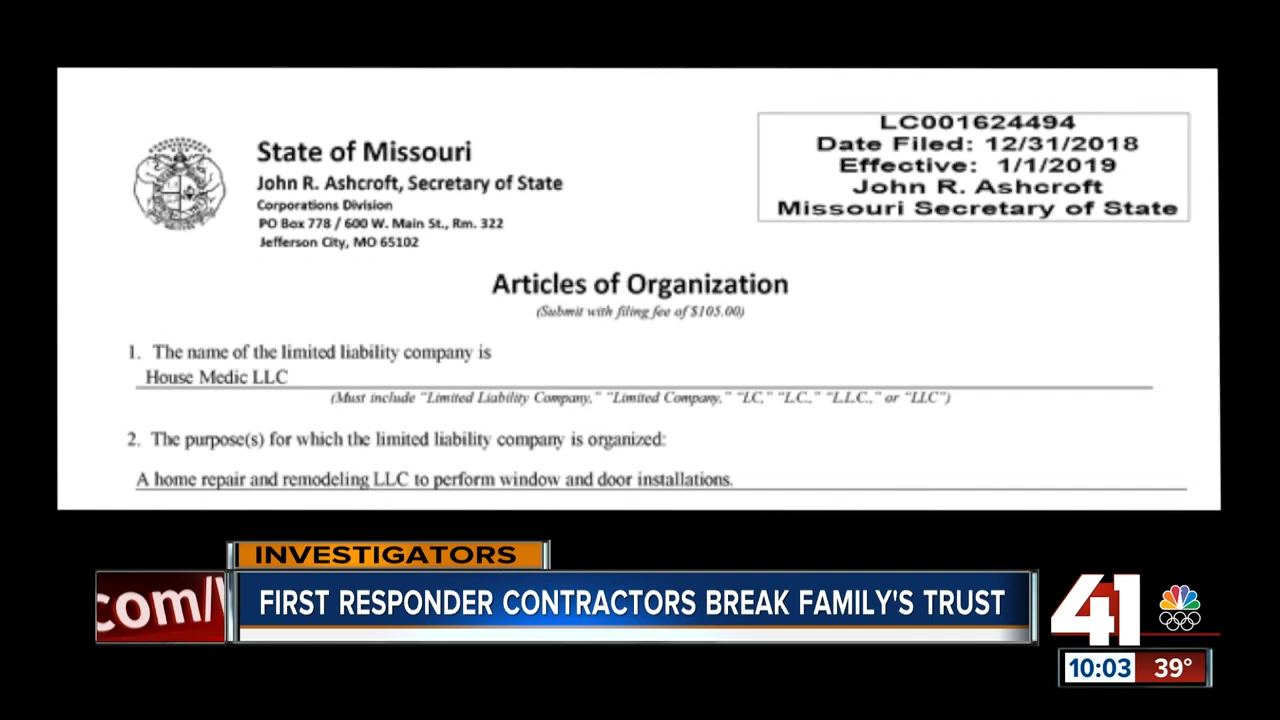 State of Missouri
John R. Ashcroft, Secretary of State
Corporations Division
PO Box 778 / 600 W. Main St., Rm. 322
Jefferson City, MO 65102
LC001624494
Date Filed: 12/31/2018
Effective: 1/1/2019
John R. Ashcroft
Missouri Secretary of State
Articles of Organization
(Submit with filing fee of $105.00)
1. The name of the limited liability company is
House Medic LLC
(Must include “Limited Liability Company,” “Limited Company,” “LC,” “L.C.,” “L.L.C.,” or “LLC”)
2. The purpose(s) for which the limited liability company is organized:
A home repair and remodeling LLC to perform window and door installations.
INVESTIGATORS
.com/
FIRST RESPONDER CONTRACTORS BREAK FAMILY'S TRUST
41
10:03 39°